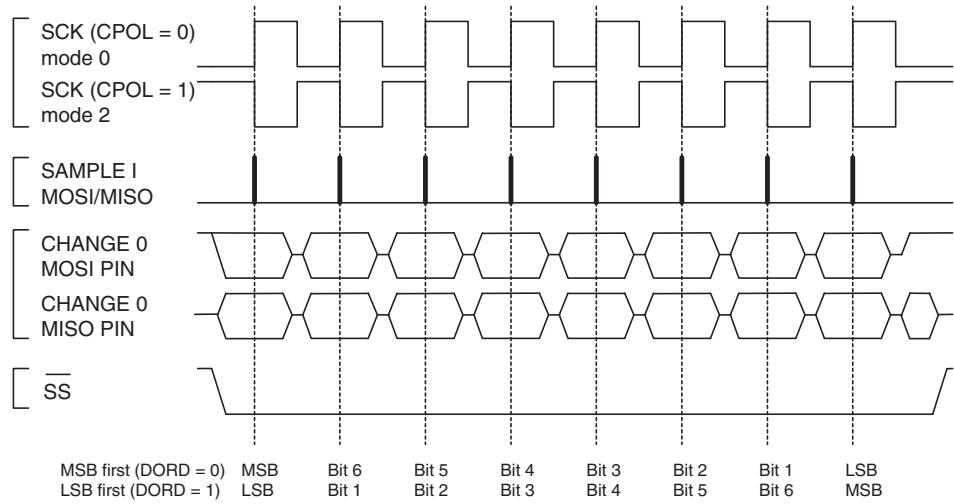 SCK (CPOL = 0)
mode 0
SCK (CPOL = 1)
mode 2
SAMPLE I
MOSI/MISO
CHANGE 0
MOSI PIN
CHANGE 0
MISO PIN
SS
MSB first (DORD = 0) MSB Bit 6 Bit 5 Bit 4 Bit 3 Bit 2 Bit 1 LSB
LSB first (DORD = 1) LSB Bit 1 Bit 2 Bit 3 Bit 4 Bit 5 Bit 6 MSB